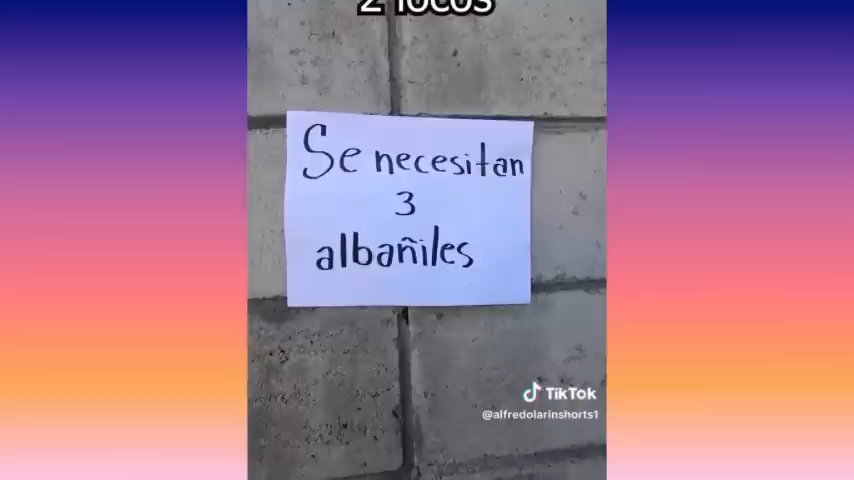 2 locos
Se necesitan
3
albañiles
TikTok
@alfredolarinshorts1